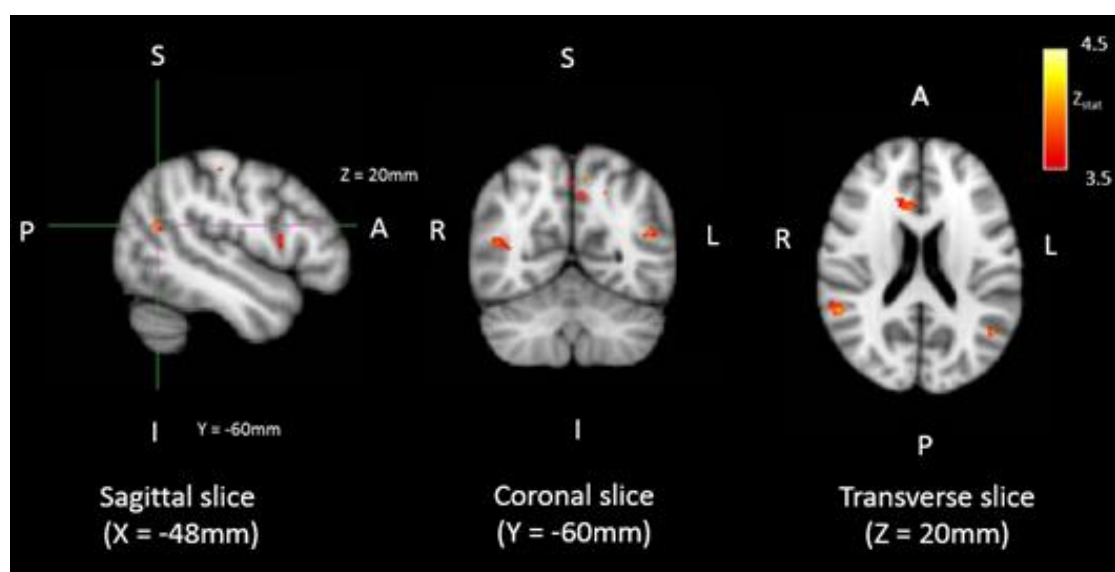 S
S
4.5
Zstat
A
3.5
Z = 20mm
P
A
R
L
R
L
I
Y = -60mm
I
P
Sagittal slice
(X = -48mm)
Coronal slice
(Y = -60mm)
Transverse slice
(Z = 20mm)